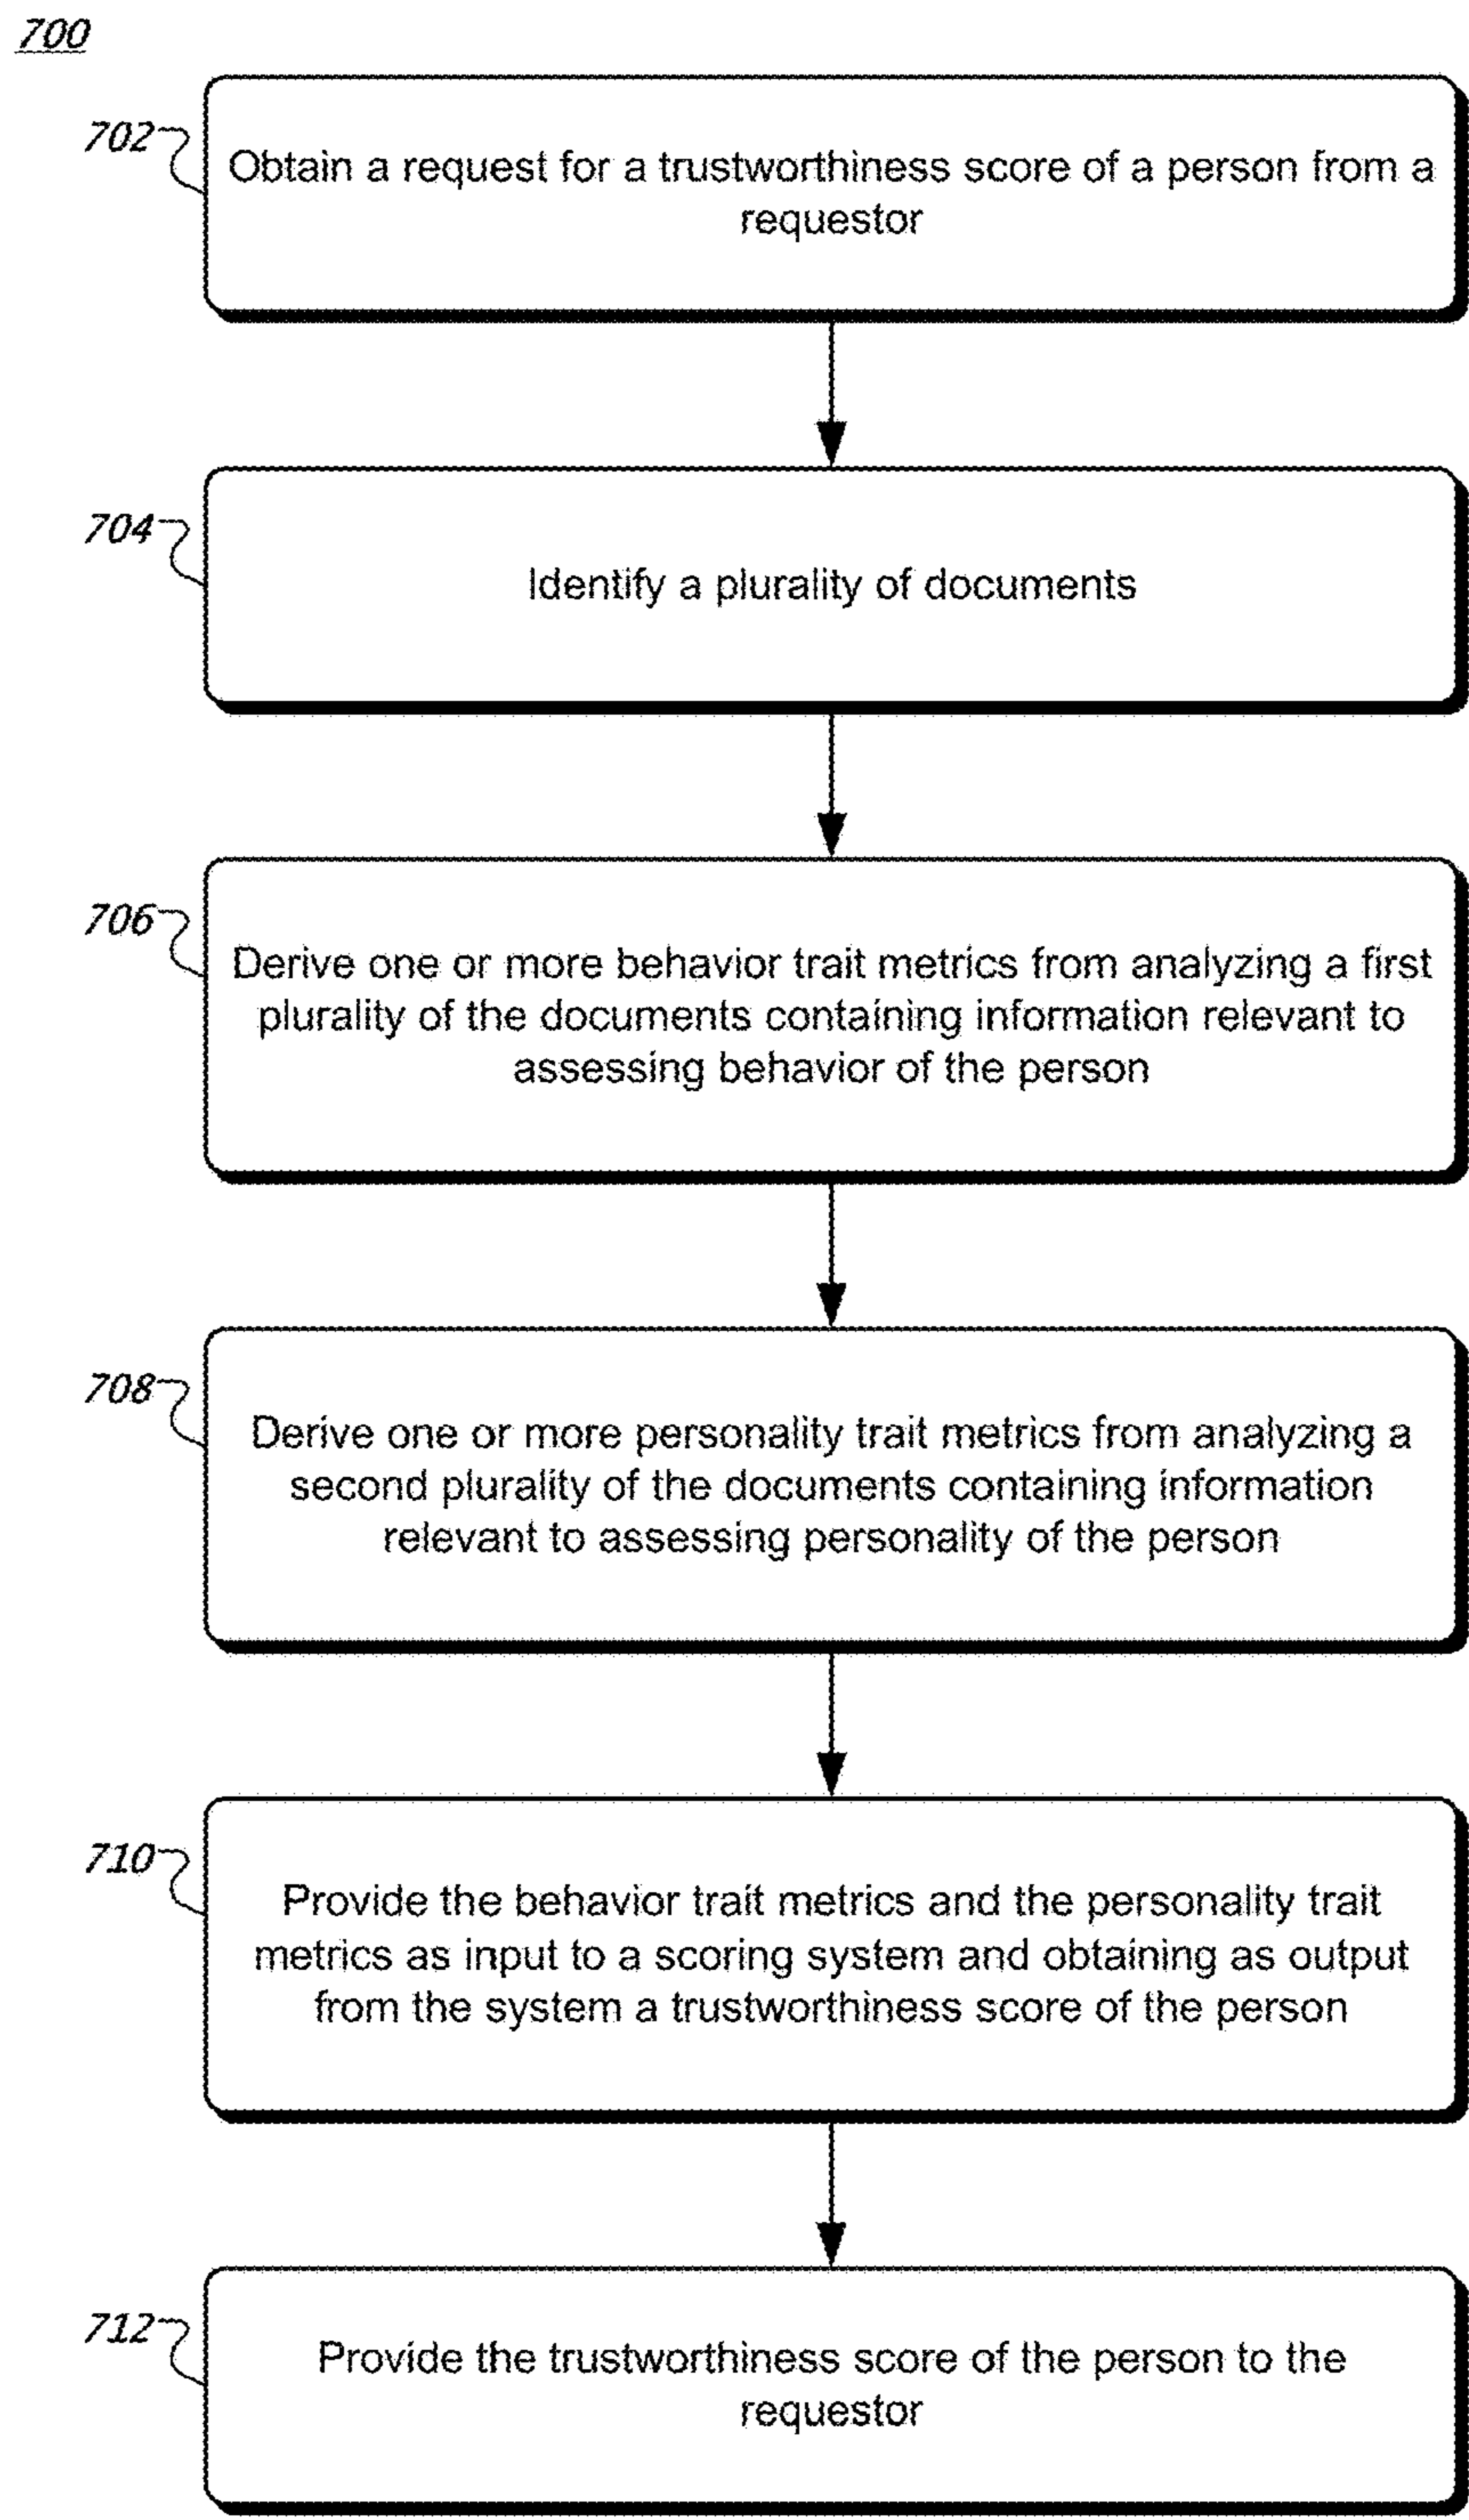 700
702
Obtain a request for a trustworthiness score of a person from a
requestor
704
Identify a plurality of documents
706
Derive one or more behavior trait metrics from analyzing a first
plurality of the documents containing information relevant to
assessing behavior of the person
708
Derive one or more personality trait metrics from analyzing a
second plurality of the documents containing information
relevant to assessing personality of the person
710
Provide the behavior trait metrics and the personality trait
metrics as input to a scoring system and obtaining as output
from the system a trustworthiness score of the person
712
Provide the trustworthiness score of the person to the
requestor